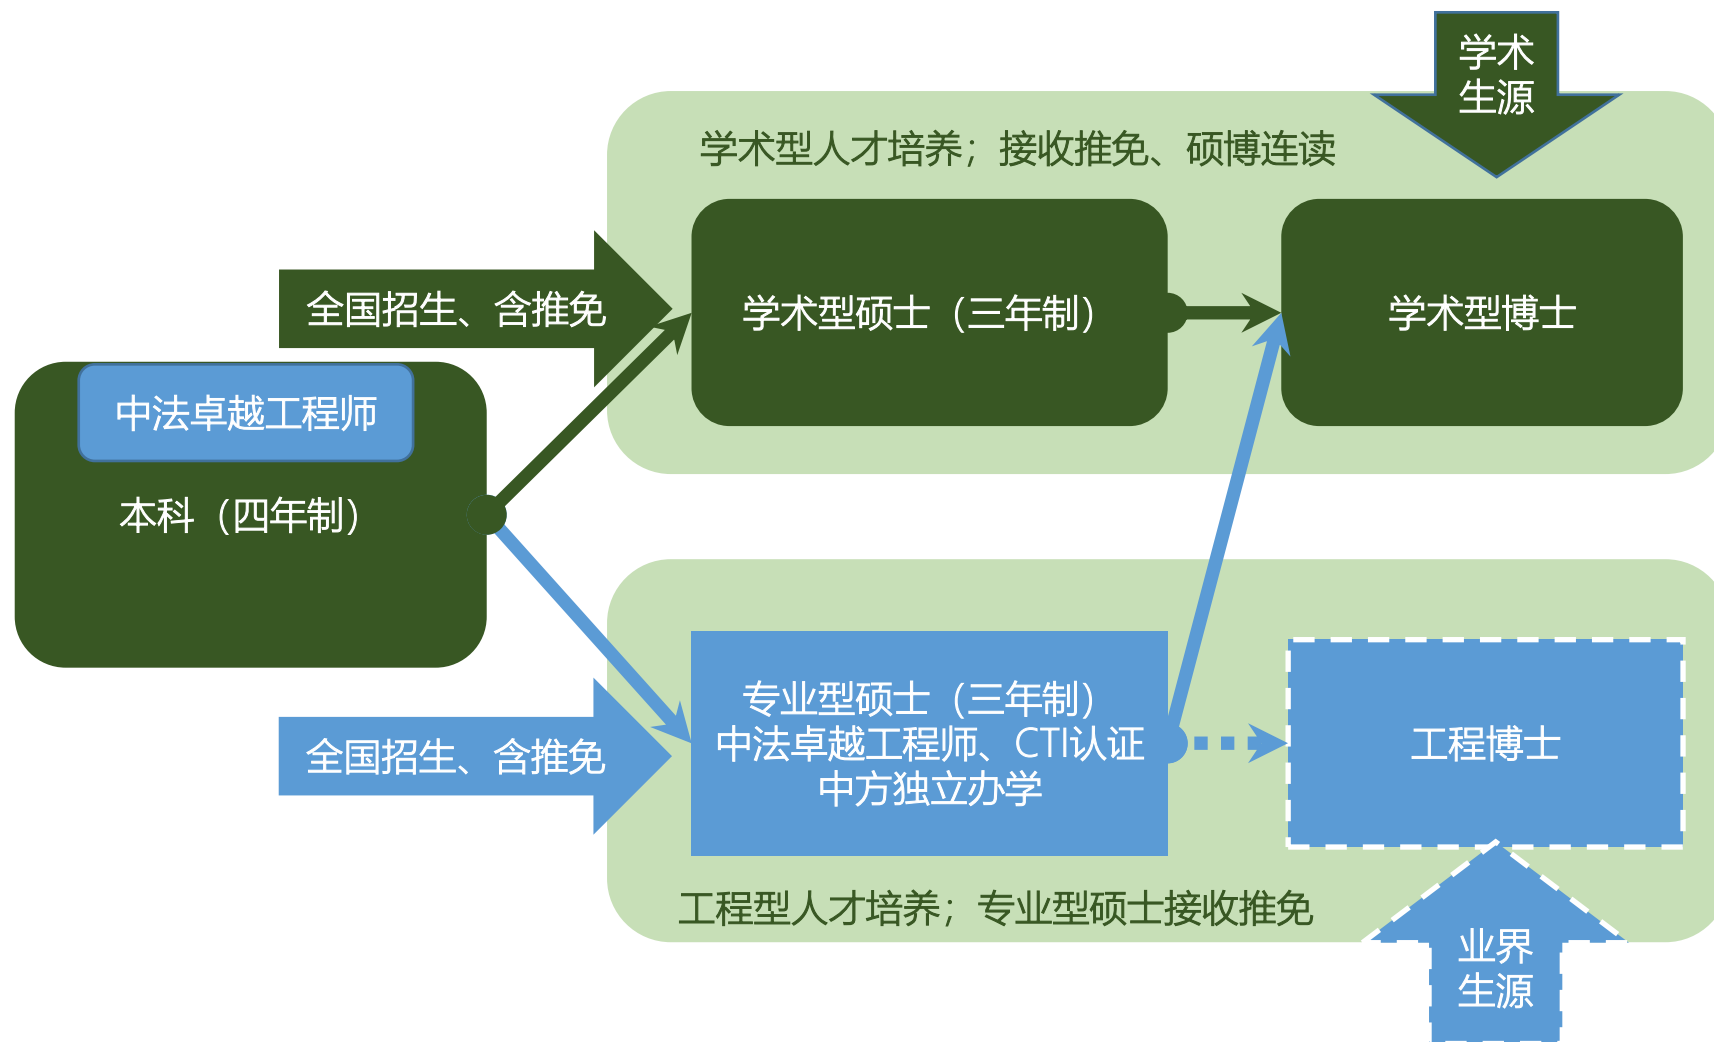 学术
生源
学术型人才培养；接收推免、硕博连读
全国招生、含推免
学术型硕士（三年制）
学术型博士
中法卓越工程师
本科（四年制）
专业型硕士（三年制）
中法卓越工程师、CTI认证
中方独立办学
全国招生、含推免
工程博士
工程型人才培养；专业型硕士接收推免
业界
生源